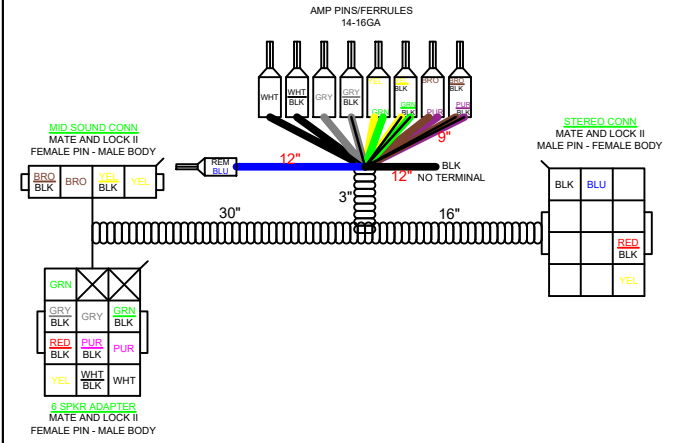 AMP PINS/FERRULES
14-16GA
WHT
WHT
BLK
GRY
GRY
BLK
YEL
GRN
YEL
BLK
GRN
BLK
BRO
PUR
BRO
BLK
PUR
BLK
9"
MID SOUND CONN
MATE AND LOCK II
FEMALE PIN - MALE BODY
BRO
BLK
BRO
YEL
BLK
YEL
REM
BLU
12"
12"
BLK
NO TERMINAL
3"
30"
16"
STEREO CONN
MATE AND LOCK II
MALE PIN - FEMALE BODY
BLK
BLU
RED
BLK
YEL
GRN
GRY
BLK
GRY
GRN
BLK
RED
BLK
PUR
BLK
PUR
YEL
WHT
BLK
WHT
6 SPKR ADAPTER
MATE AND LOCK II
FEMALE PIN - MALE BODY